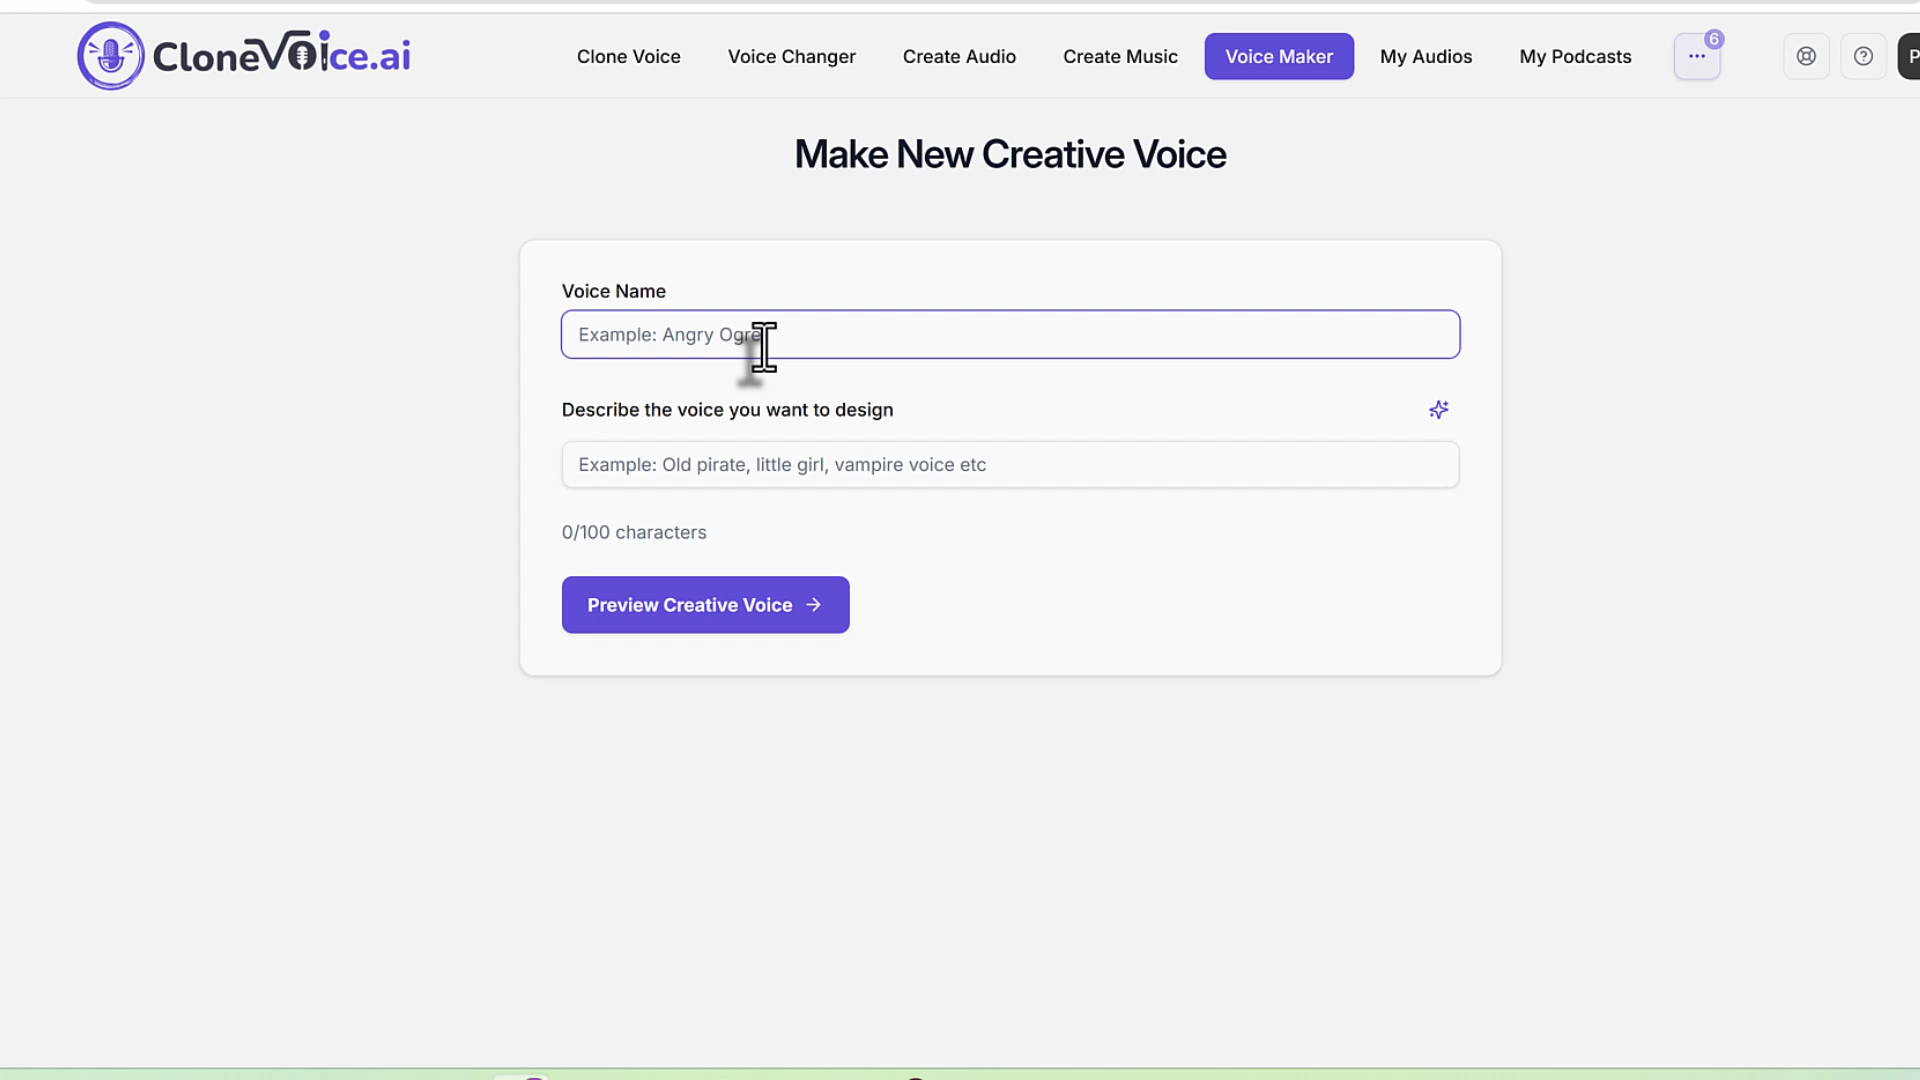 CloneVoice.ai
Clone Voice
Voice Changer
Create Audio
Create Music
Voice Maker
My Audios
My Podcasts
6
P
Make New Creative Voice
Voice Name
Example: Angry Ogre
Describe the voice you want to design
Example: Old pirate, little girl, vampire voice etc
0/100 characters
Preview Creative Voice →